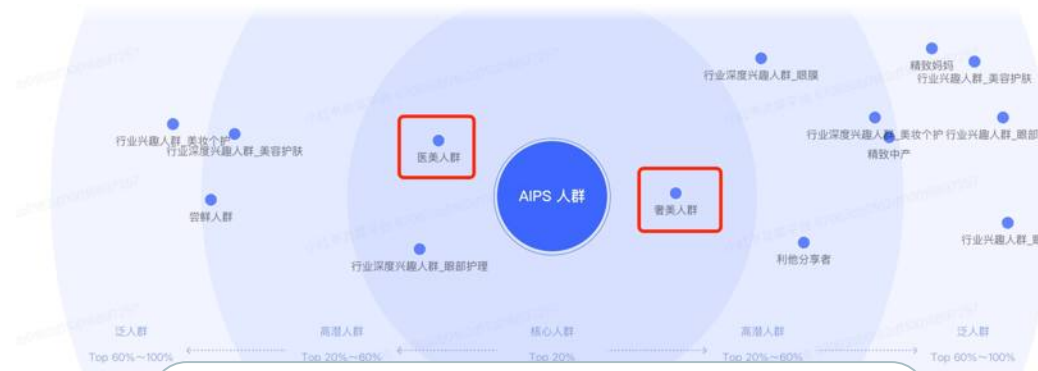 精致妈妈
行业深度兴趣人群_眼膜
行业兴趣人群_美容护肤
行业兴趣人群_美妆个护
行业深度兴趣人群_美容护肤
医美人群
行业深度兴趣人群_美妆个护
行业兴趣人群_眼部
精致中产
AIPS 人群
奢美人群
尝鲜人群
行业深度兴趣人群_眼部护理
利他分享者
行业兴趣人群_
泛人群
高潜人群
核心人群
高潜人群
泛人群
Top 60%~100%
Top 20%~60%
Top 20%
Top 20%~60%
Top 60%~100%